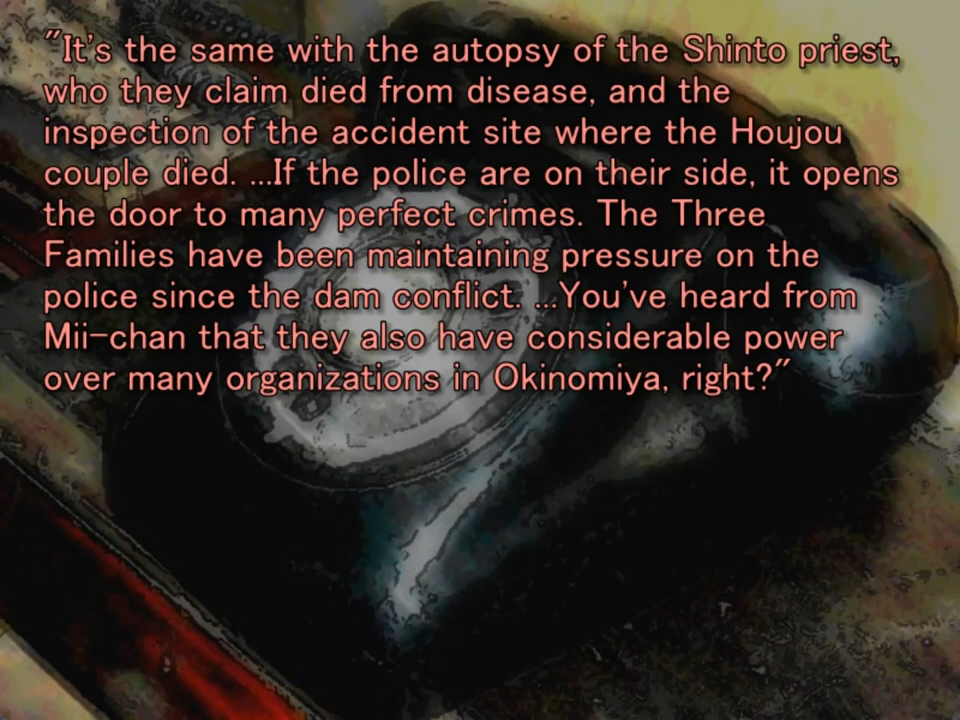 "It's the same with the autopsy of the Shinto priest,
who they claim died from disease, and the
inspection of the accident site where the Houjou
couple died. ...If the police are on their side, it opens
the door to many perfect crimes. The Three
Families have been maintaining pressure on the
police since the dam conflict. ...You've heard from
Mii-chan that they also have considerable power
over many organizations in Okinomiya, right?"